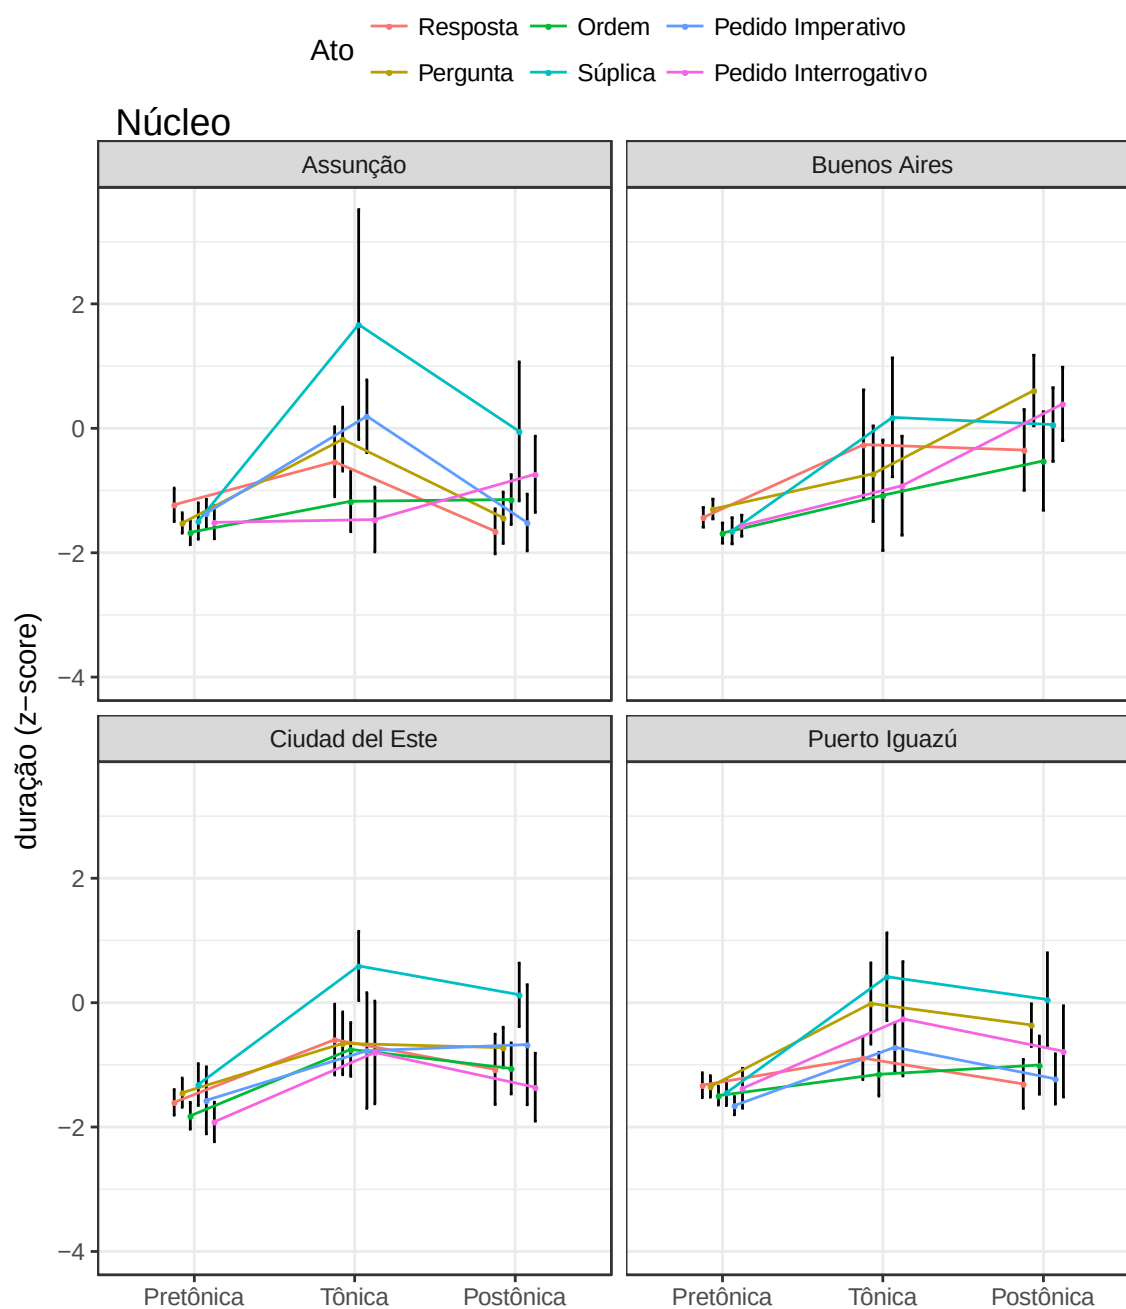 Ato
Resposta Ordem Pedido Imperativo
Pergunta Súplica Pedido Interrogativo
Núcleo
Assunção Buenos Aires
2
0
−2
−4
duração (z−score)
Ciudad del Este Puerto Iguazú
2
0
−2
−4
Pretônica Tônica Postônica Pretônica Tônica Postônica